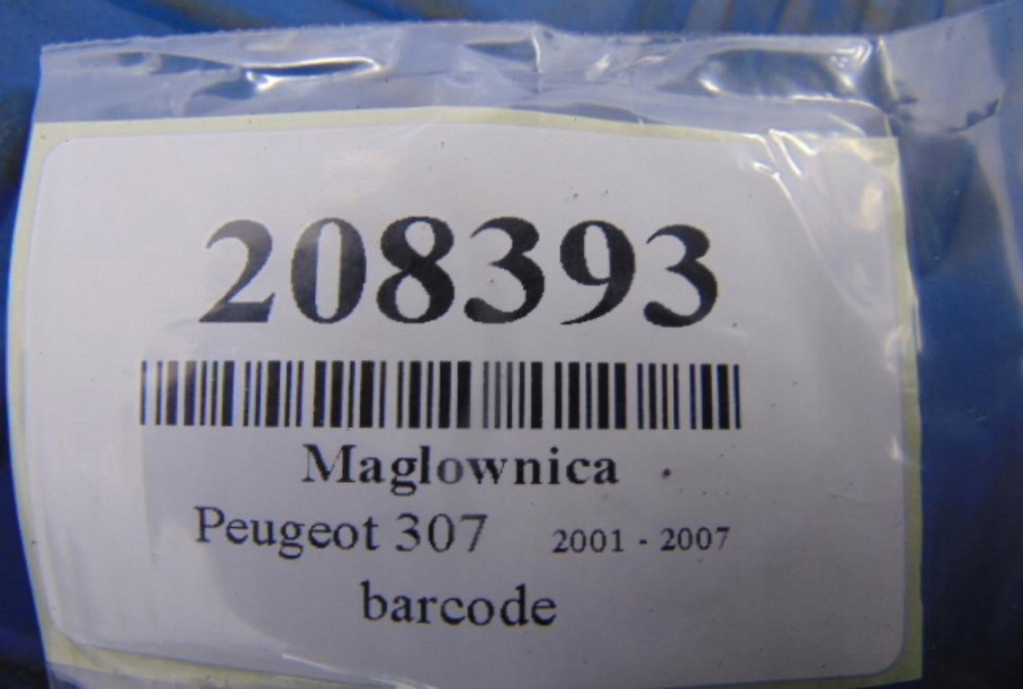 208393
Maglownica
Peugeot 307 2001 - 2007
barcode